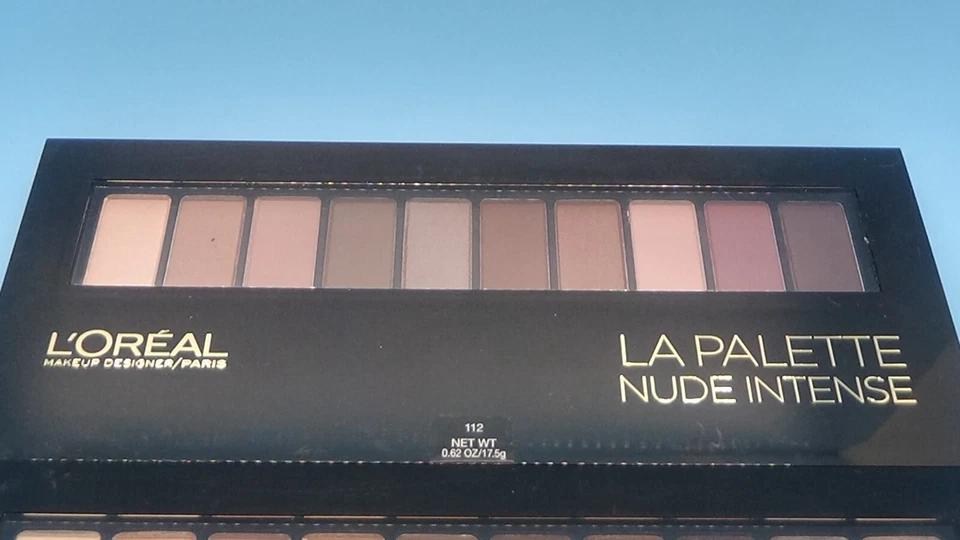 L'ORÉAL
MAKEUP DESIGNER/PARIS
LA PALETTE
NUDE INTENSE
112
NET WT
0.62 OZ/17.5g